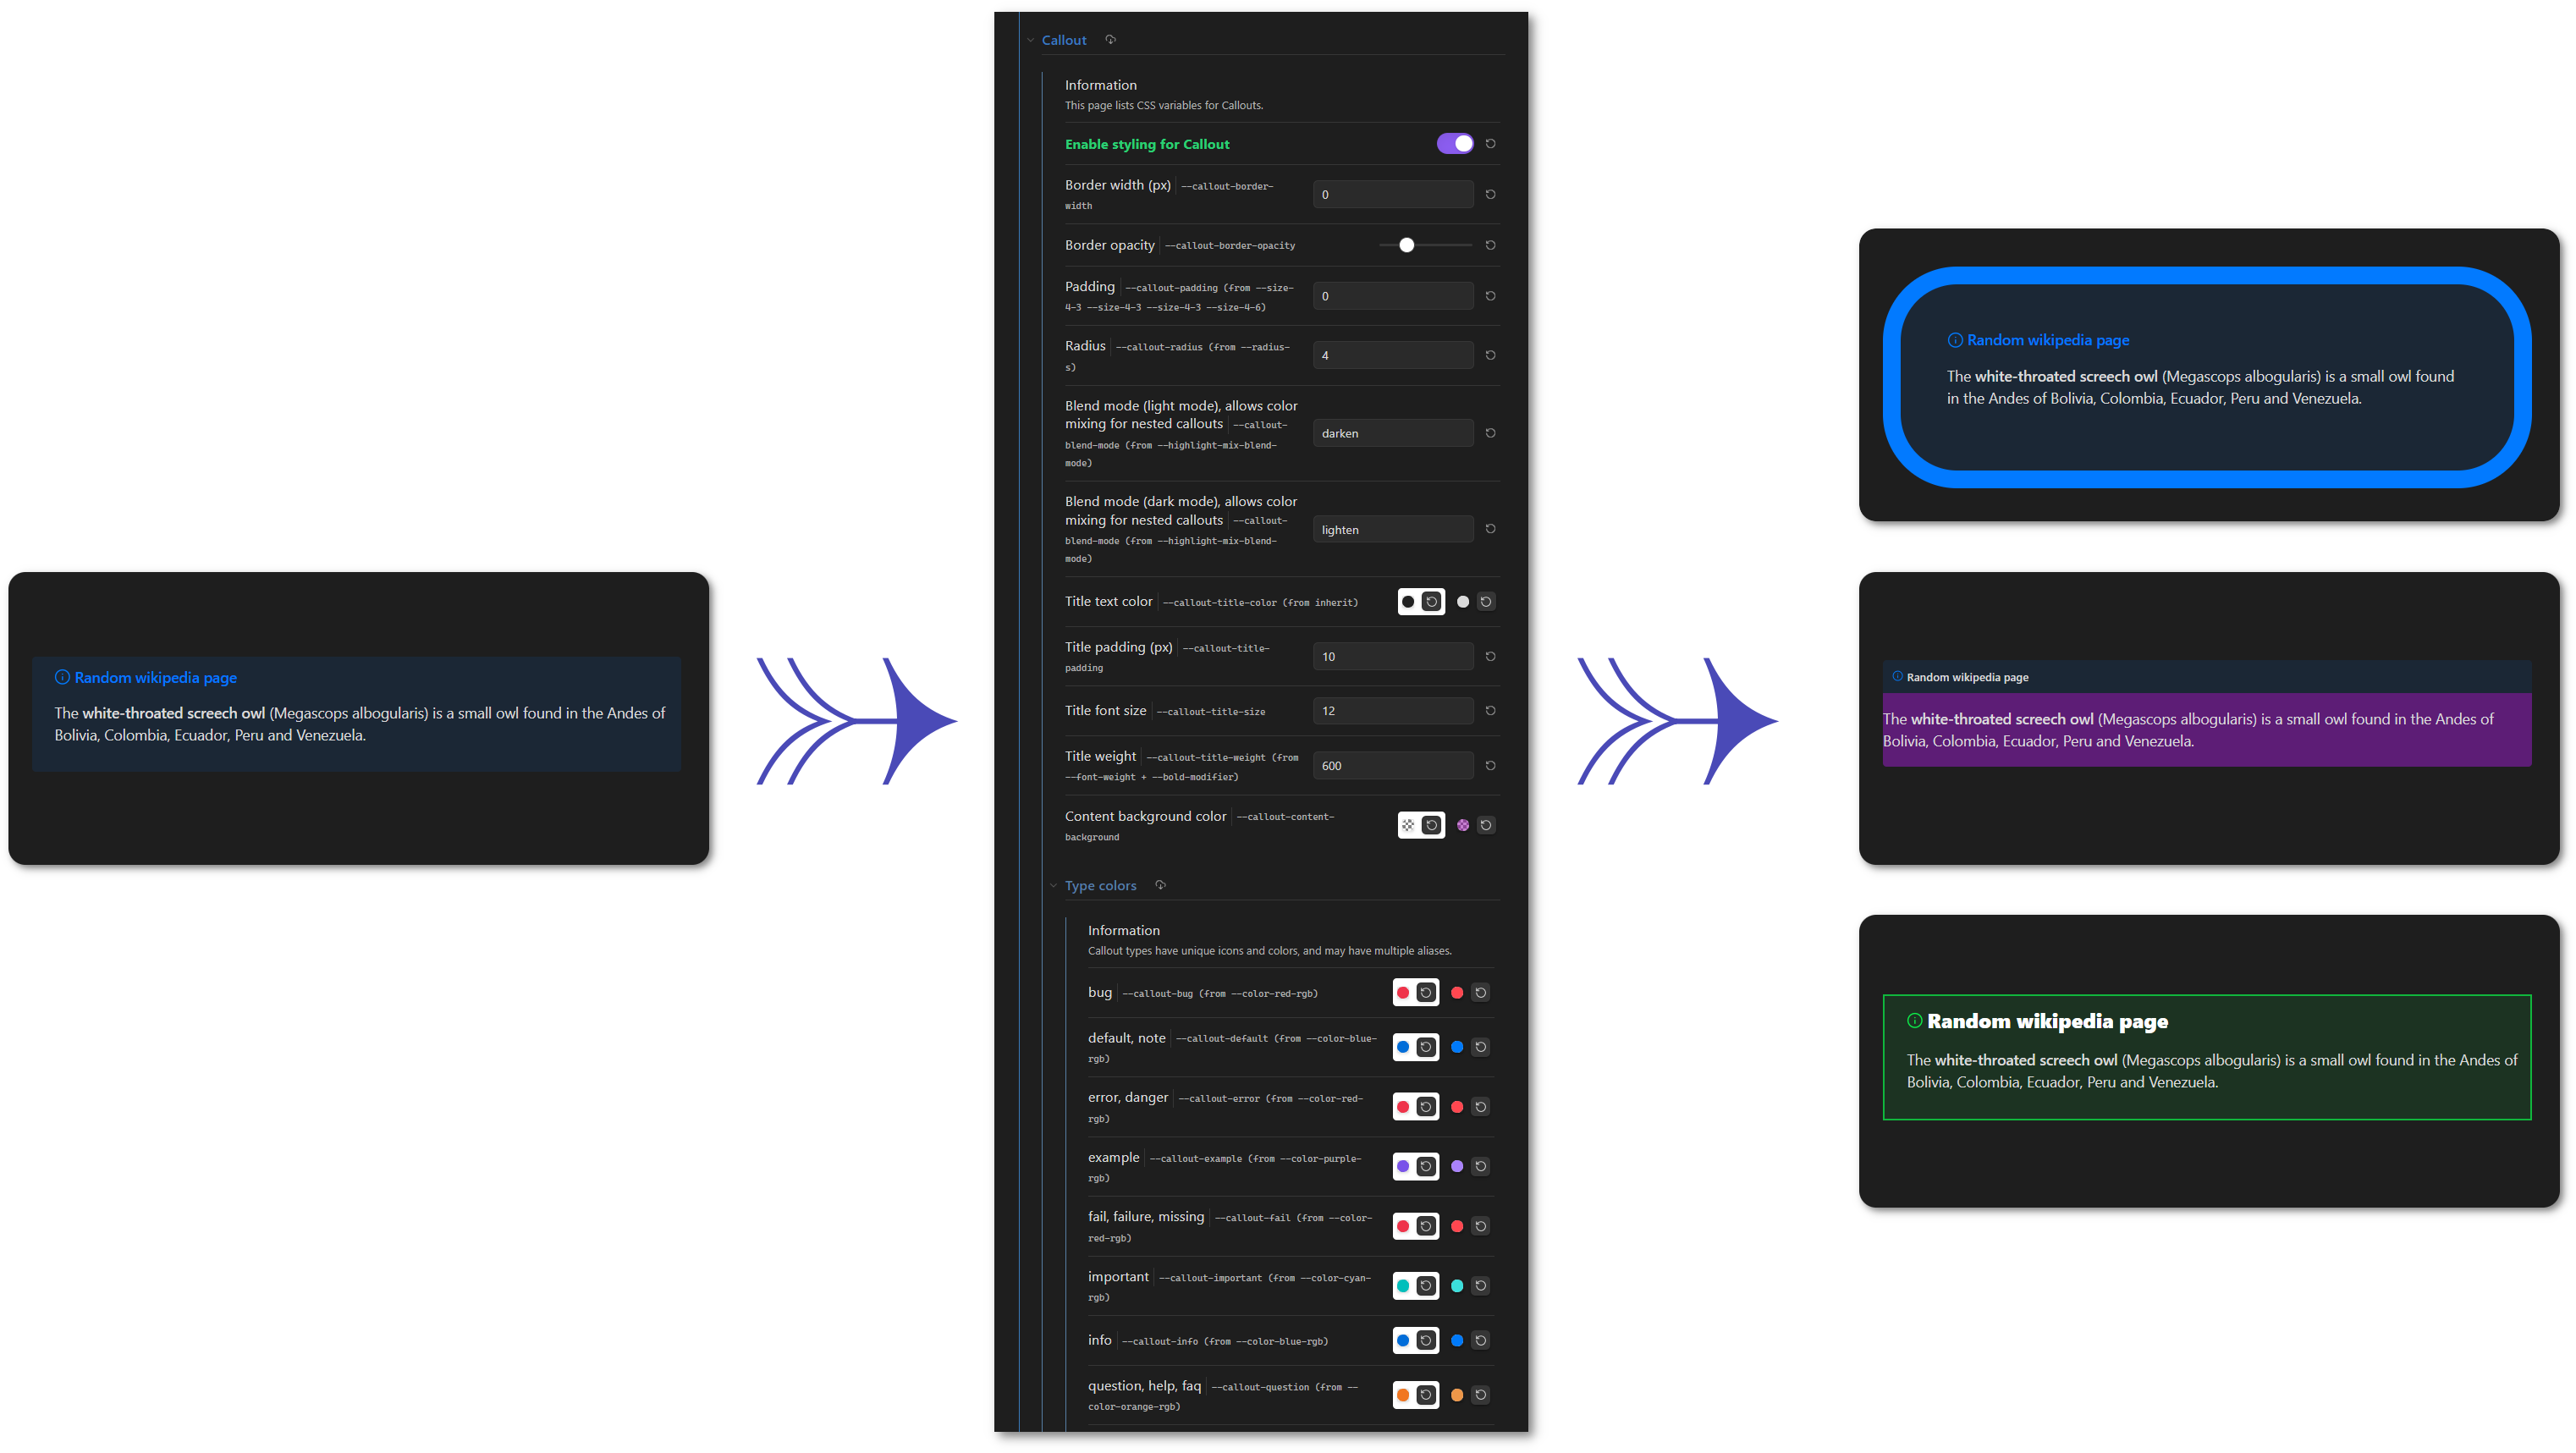 Random wikipedia page
The white-throated screech owl (Megascops albogularis) is a small owl found in the Andes of
Bolivia, Colombia, Ecuador, Peru and Venezuela.
Callout
Information
This page lists CSS variables for Callouts.
Enable styling for Callout
Border width (px) --callout-border-
width
0
Border opacity --callout-border-opacity
Padding --callout-padding (from --size-
4-3 --size-4-3 --size-4-3 --size-4-6)
0
Radius --callout-radius (from --radius-
s)
4
Blend mode (light mode), allows color
mixing for nested callouts --callout-
blend-mode (from --highlight-mix-blend-
mode)
darken
Blend mode (dark mode), allows color
mixing for nested callouts --callout-
blend-mode (from --highlight-mix-blend-
mode)
lighten
Title text color --callout-title-color (from inherit)
Title padding (px) --callout-title-
padding
10
Title font size --callout-title-size
12
Title weight --callout-title-weight (from
--font-weight + --bold-modifier)
600
Content background color --callout-content-
background
Type colors
Information
Callout types have unique icons and colors, and may have multiple aliases.
bug --callout-bug (from --color-red-rgb)
default, note --callout-default (from --color-blue-
rgb)
error, danger --callout-error (from --color-red-
rgb)
example --callout-example (from --color-purple-
rgb)
fail, failure, missing --callout-fail (from --color-
red-rgb)
important --callout-important (from --color-cyan-
rgb)
info --callout-info (from --color-blue-rgb)
question, help, faq --callout-question (from --
color-orange-rgb)
Random wikipedia page
The white-throated screech owl (Megascops albogularis) is a small owl found
in the Andes of Bolivia, Colombia, Ecuador, Peru and Venezuela.
Random wikipedia page
The white-throated screech owl (Megascops albogularis) is a small owl found in the Andes of
Bolivia, Colombia, Ecuador, Peru and Venezuela.
Random wikipedia page
The white-throated screech owl (Megascops albogularis) is a small owl found in the Andes of
Bolivia, Colombia, Ecuador, Peru and Venezuela.